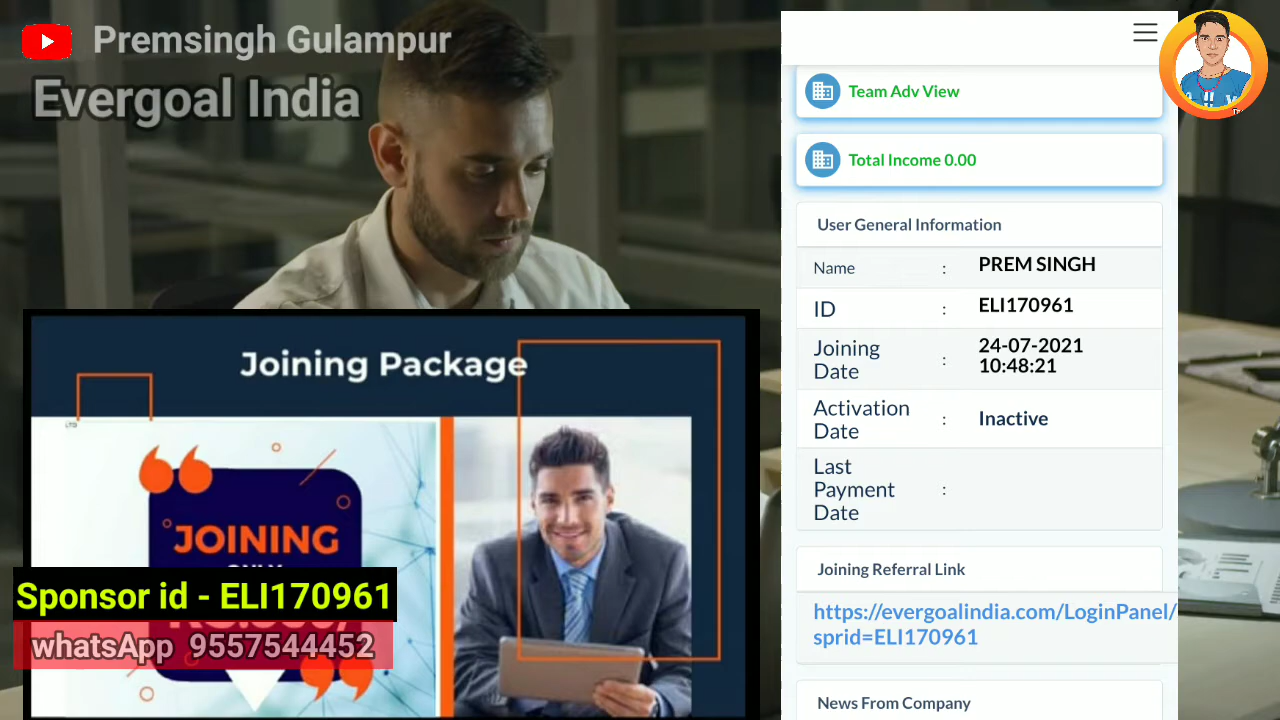 Premsingh Gulampur
Evergoal India
Joining Package
LTD
JOINING
Sponsor id - ELI170961
whatsApp 9557544452
Team Adv View
Total Income 0.00
User General Information
Name : PREM SINGH
ID : ELI170961
Joining Date : 24-07-2021 10:48:21
Activation Date : Inactive
Last Payment Date :
Joining Referral Link
https://evergoalindia.com/LoginPanel/
sprid=ELI170961
News From Company